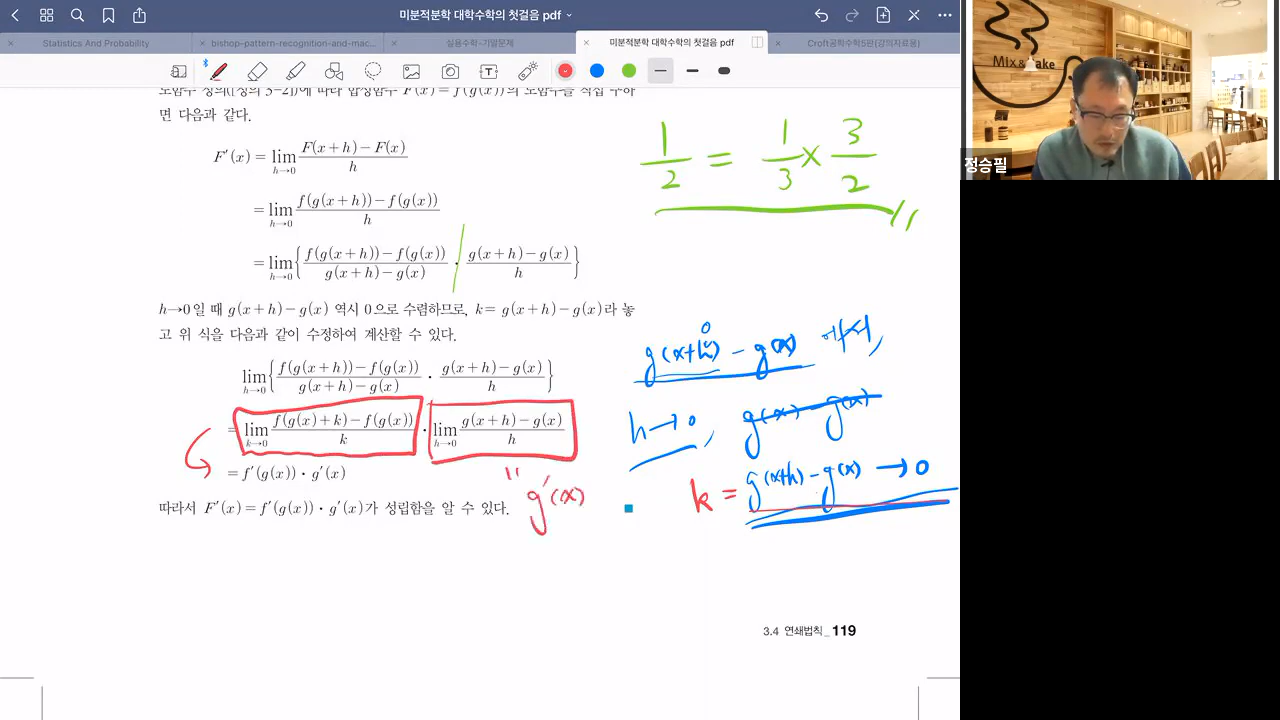 미분적분학 대학수학의 첫걸음 pdf
Statistics And Probability
bishop-pattern-recognition-and-mac...
실용수학-기말문제
미분적분학 대학수학의 첫걸음 pdf
Croft공학수학5판(강의자료용)
도함수 정의([정의 3-2])에 따라 합성함수 F(x)=f(g(x))의 도함수를 직접 구하
면 다음과 같다.
F′(x) = lim h→0 F(x+h)−F(x) / h
= lim h→0 f(g(x+h))−f(g(x)) / h
= lim h→0 { f(g(x+h))−f(g(x)) / g(x+h)−g(x) · g(x+h)−g(x) / h }
h→0일 때 g(x+h)−g(x) 역시 0으로 수렴하므로, k= g(x+h)−g(x)라 놓
고 위 식을 다음과 같이 수정하여 계산할 수 있다.
lim h→0 { f(g(x+h))−f(g(x)) / g(x+h)−g(x) · g(x+h)−g(x) / h }
= lim k→0 f(g(x)+k)−f(g(x)) / k · lim h→0 g(x+h)−g(x) / h
= f′(g(x)) · g′(x)
따라서 F′(x)=f′(g(x)) · g′(x)가 성립함을 알 수 있다.
" g′(x)
1/2 = 1/3 × 3/2
0
g(x+h) − g(x) 에서,
h→0, g(x) − g(x)
k = g(x+h) − g(x) → 0
3.4 연쇄법칙_ 119
Mix&
정승필